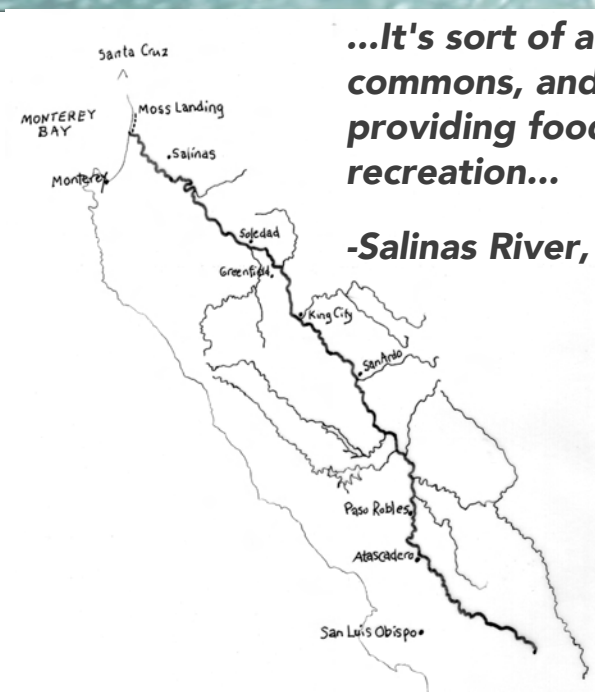 ...It's sort of a
commons, and
providing food
recreation...
-Salinas River,
Santa Cruz
MONTEREY
BAY
Moss Landing
Salinas
Monterey
Soledad
Greenfield
King City
San Ardo
Paso Robles
Atascadero
San Luis Obispo